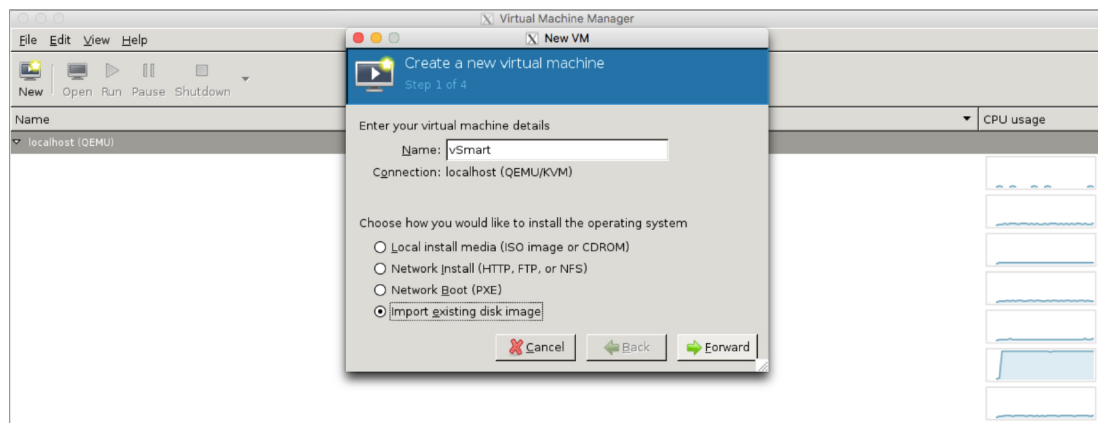 Virtual Machine Manager
File Edit View Help
New Open Run Pause Shutdown
Name CPU usage
localhost (QEMU)
New VM
Create a new virtual machine
Step 1 of 4
Enter your virtual machine details
Name: vSmart
Connection: localhost (QEMU/KVM)
Choose how you would like to install the operating system
Local install media (ISO image or CDROM)
Network Install (HTTP, FTP, or NFS)
Network Boot (PXE)
Import existing disk image
Cancel Back Forward